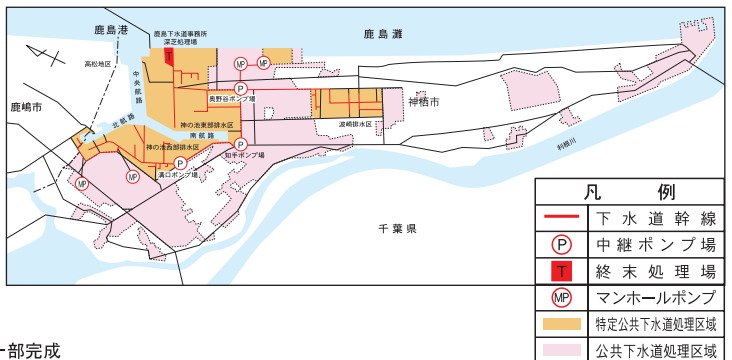 鹿島港
鹿島下水道事務所
深芝処理場
鹿島灘
T
MP
MP
高松地区
中央航路
P
奥野谷ポンプ場
神栖市
鹿嶋市
北航路
神の池東部排水区
波崎排水区
南航路
神の池西部排水区
P
知手ポンプ場
利根川
P
溝口ポンプ場
MP
MP
千葉県
凡 例
下水道幹線
P 中継ポンプ場
T 終末処理場
MP マンホールポンプ
特定公共下水道処理区域
公共下水道処理区域
一部完成